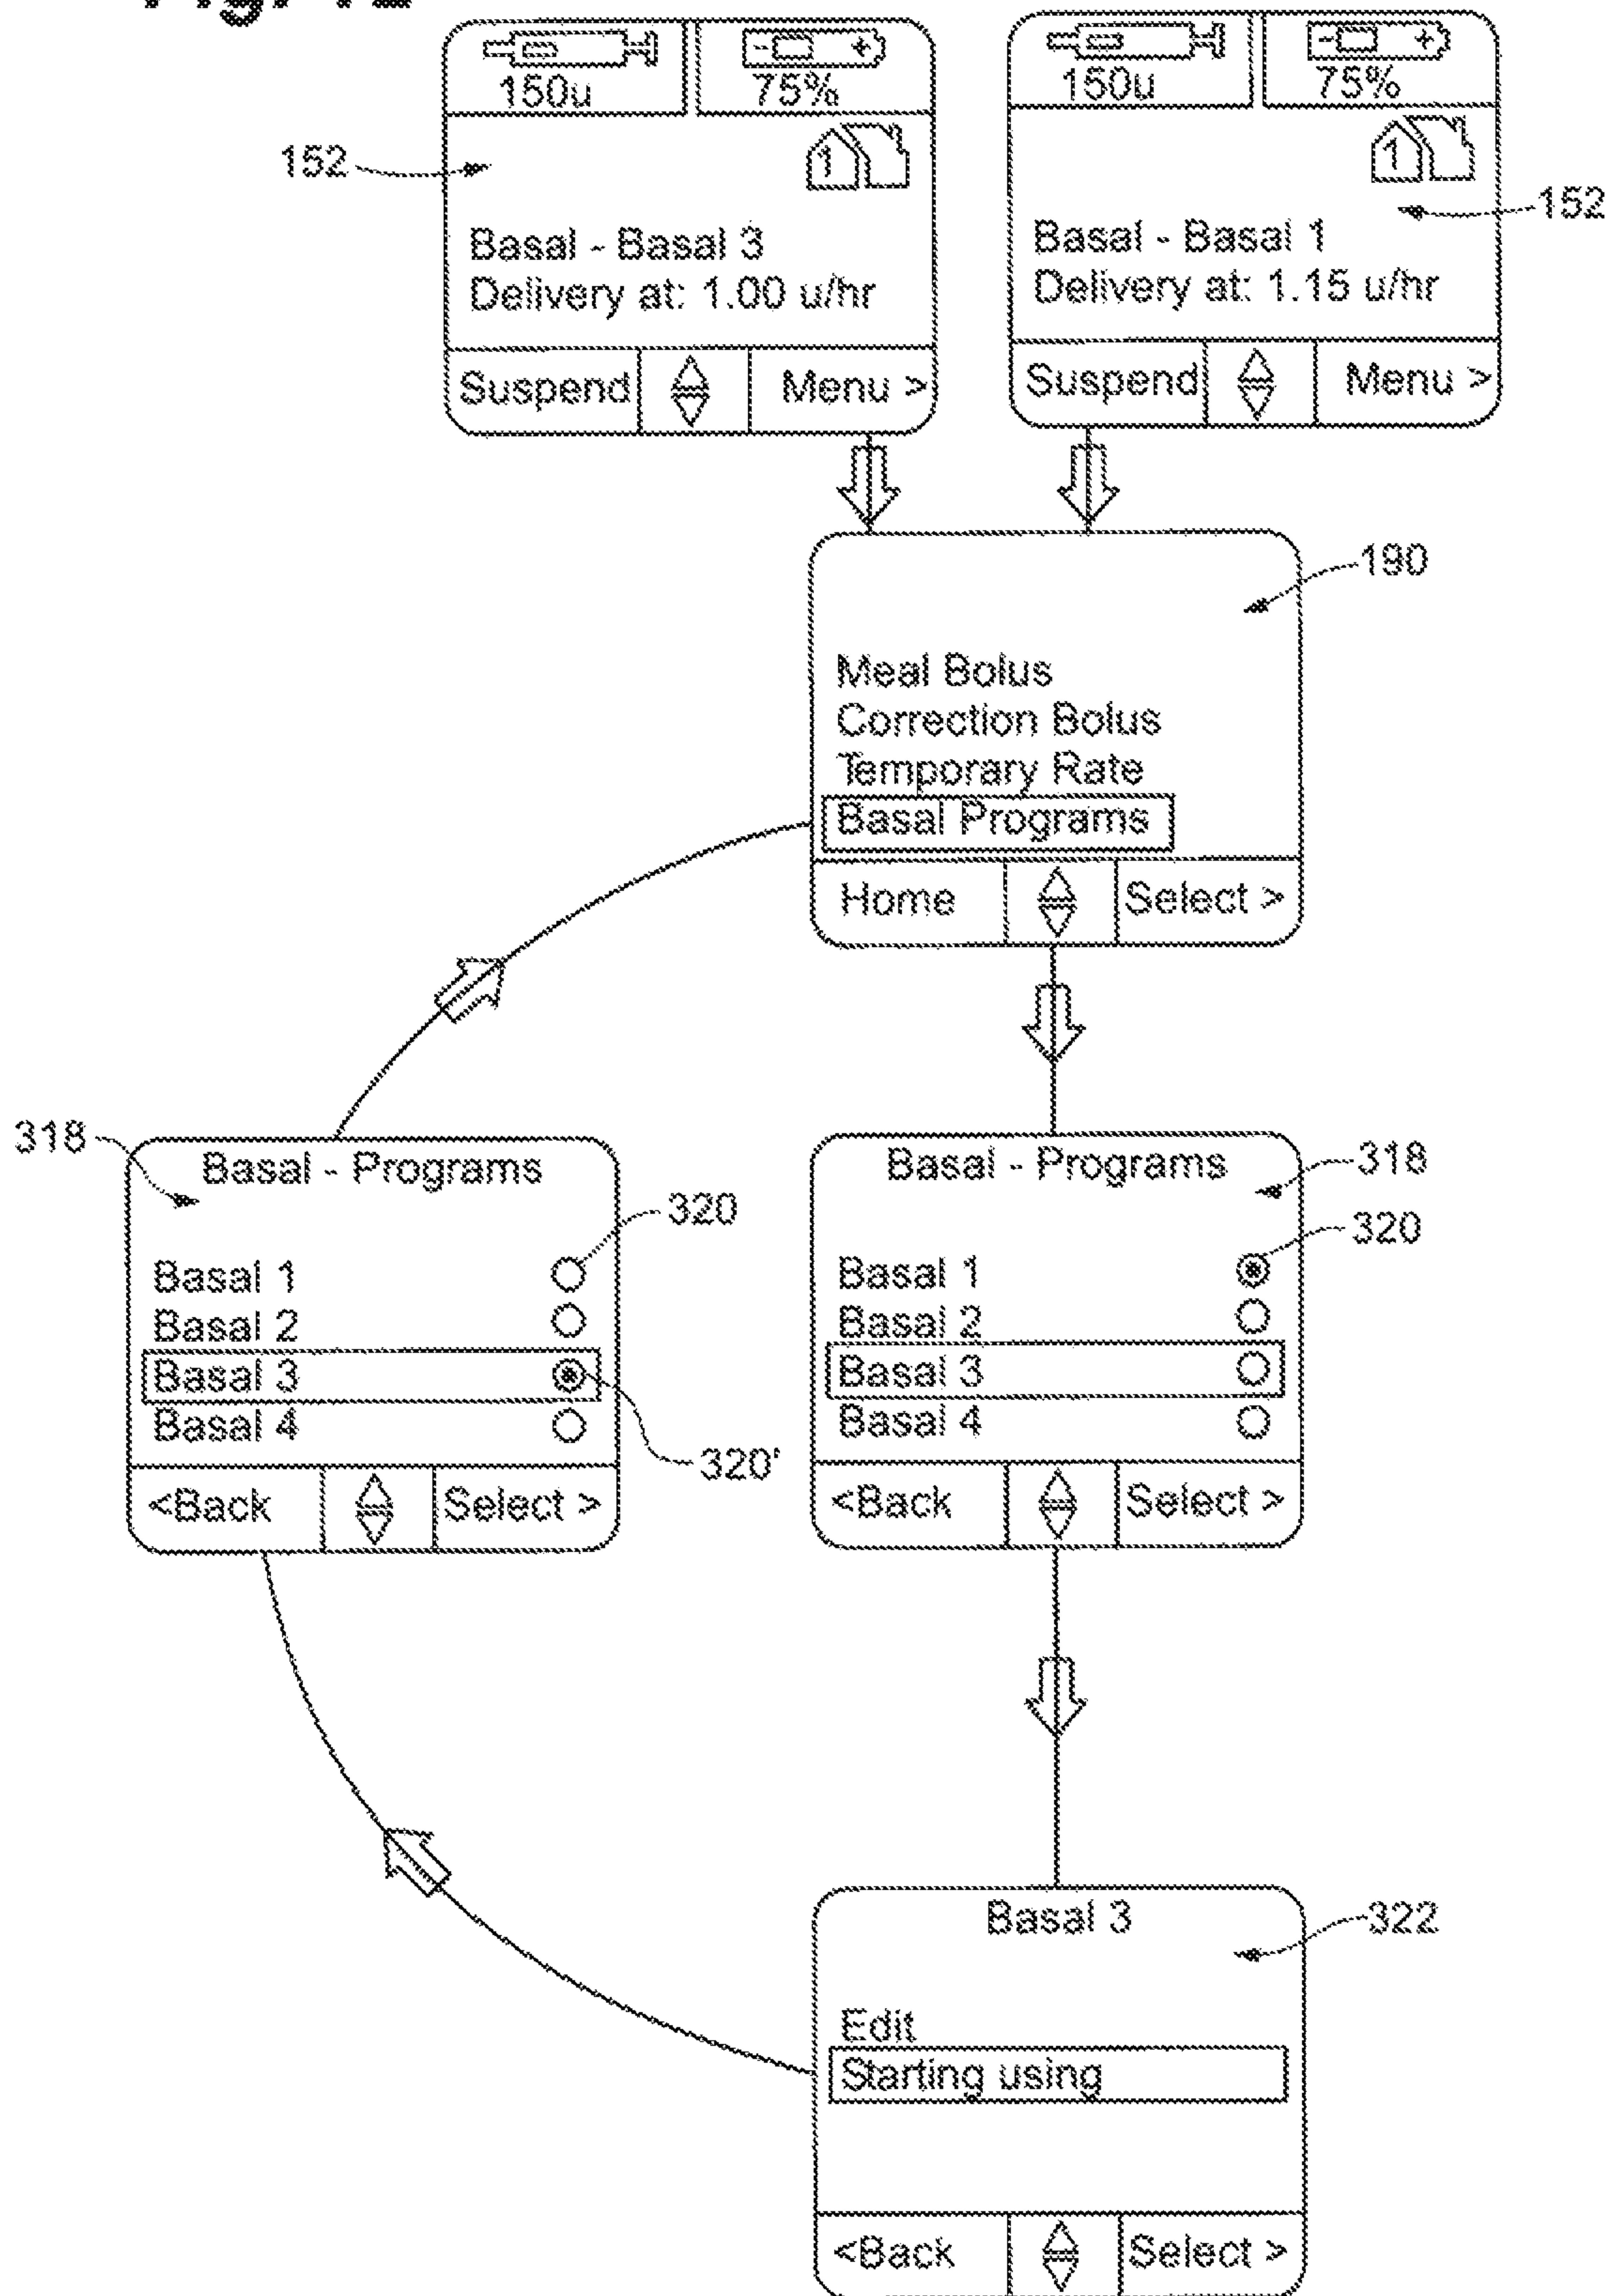 150u
75%
152
Basal - Basal 3
Delivery at: 1.00 u/hr
Suspend
Menu >
150u
75%
152
Basal - Basal 1
Delivery at: 1.15 u/hr
Suspend
Menu >
1
1
190
Meal Bolus
Correction Bolus
Temporary Rate
Basal Programs
Home
Select >
318
Basal - Programs
320
Basal 1
Basal 2
Basal 3
Basal 4
320'
<Back
Select >
Basal - Programs
318
320
Basal 1
Basal 2
Basal 3
Basal 4
<Back
Select >
Basal 3
322
Edit
Starting using
<Back
Select >